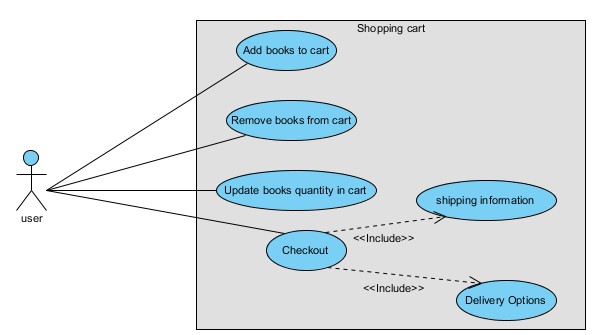 Shopping cart
Add books to cart
Remove books from cart
Update books quantity in cart
shipping information
user
<<Include>>
Checkout
<<Include>>
Delivery Options